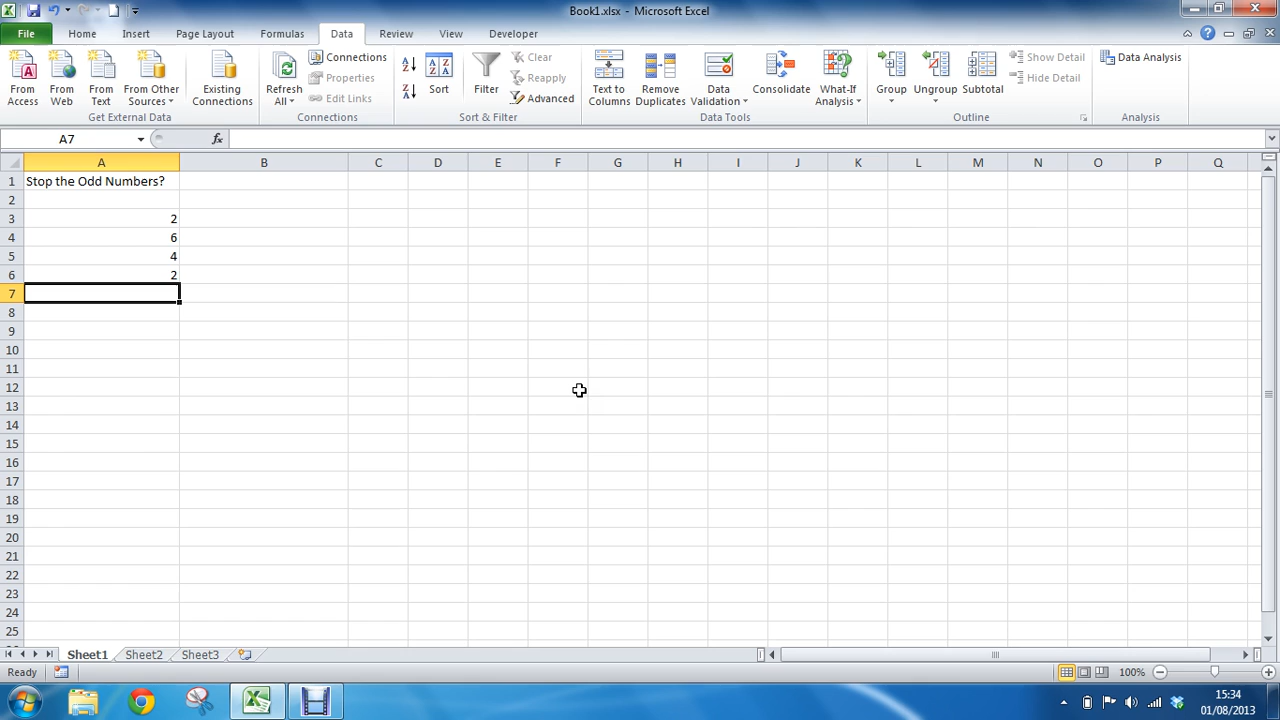 Book1.xlsx - Microsoft Excel
File Home Insert Page Layout Formulas Data Review View Developer
From Access
From Web
From Text
From Other Sources
Get External Data
Existing Connections
Refresh All
Connections
Properties
Edit Links
Connections
Sort
Filter
Clear
Reapply
Advanced
Sort & Filter
Text to Columns
Remove Duplicates
Data Validation
Consolidate
What-If Analysis
Data Tools
Group
Ungroup
Subtotal
Show Detail
Hide Detail
Outline
Data Analysis
Analysis
A7 fx
A B C D E F G H I J K L M N O P Q
1 Stop the Odd Numbers?
2
3 2
4 6
5 4
6 2
7
8
9
10
11
12
13
14
15
16
17
18
19
20
21
22
23
24
25
Sheet1 Sheet2 Sheet3
Ready 100%
15:34
01/08/2013